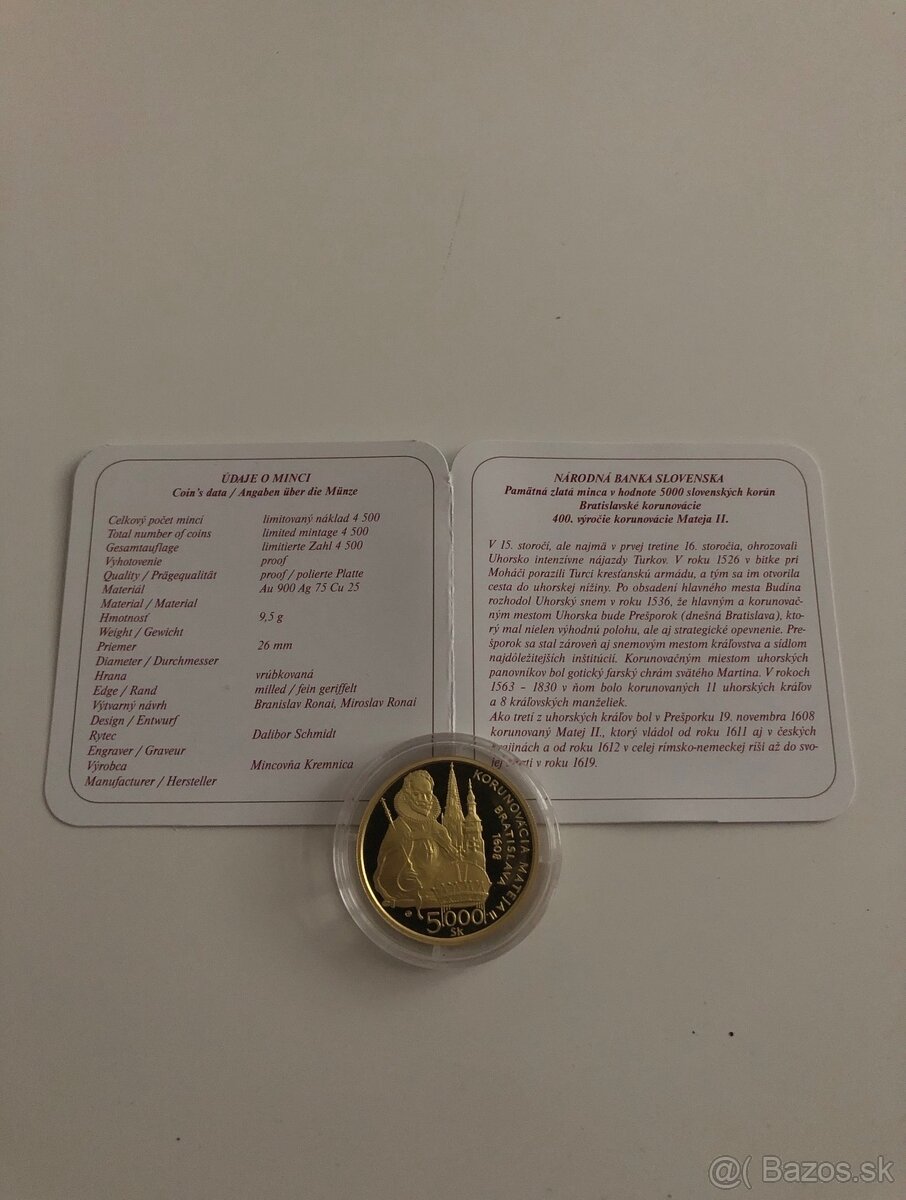 ÚDAJE O MINCI
Coin's data / Angaben über die Münze
Celkový počet mincí limitovaný náklad 4 500
Total number of coins limited mintage 4 500
Gesamtauflage limitierte Zahl 4 500
Vyhotovenie proof
Quality / Prägequalität proof / polierte Platte
Materiál Au 900 Ag 75 Cu 25
Material / Material
Hmotnosť 9,5 g
Weight / Gewicht
Priemer 26 mm
Diameter / Durchmesser
Hrana vrúbkovaná
Edge / Rand milled / fein geriffelt
Výtvarný návrh Branislav Ronai, Miroslav Ronai
Design / Entwurf
Rytec Dalibor Schmidt
Engraver / Graveur
Výrobca Mincovňa Kremnica
Manufacturer / Hersteller
NÁRODNÁ BANKA SLOVENSKA
Pamätná zlatá minca v hodnote 5000 slovenských korún
Bratislavské korunovácie
400. výročie korunovácie Mateja II.
V 15. storočí, ale najmä v prvej tretine 16. storočia, ohrozovali
Uhorsko intenzívne nájazdy Turkov. V roku 1526 v bitke pri
Moháči porazili Turci kresťanskú armádu, a tým sa im otvorila
cesta do uhorskej nížiny. Po obsadení hlavného mesta Budína
rozhodol Uhorský snem v roku 1536, že hlavným a korunovač-
ným mestom Uhorska bude Prešporok (dnešná Bratislava), kto-
rý mal nielen výhodnú polohu, ale aj strategické opevnenie. Pre-
šporok sa stal zároveň aj snemovým mestom kráľovstva a sídlom
najdôležitejších inštitúcií. Korunovačným miestom uhorských
panovníkov bol gotický farský chrám svätého Martina. V rokoch
1563 - 1830 v ňom bolo korunovaných 11 uhorských kráľov
a 8 kráľovských manželiek.
Ako tretí z uhorských kráľov bol v Prešporku 19. novembra 1608
korunovaný Matej II., ktorý vládol od roku 1611 aj v českých
krajinách a od roku 1612 v celej rímsko-nemeckej ríši až do svo-
jej smrti v roku 1619.
KORUNOVÁCIA MATEJA II
BRATISLAVA
1608
5000
Sk
@( Bazos.sk